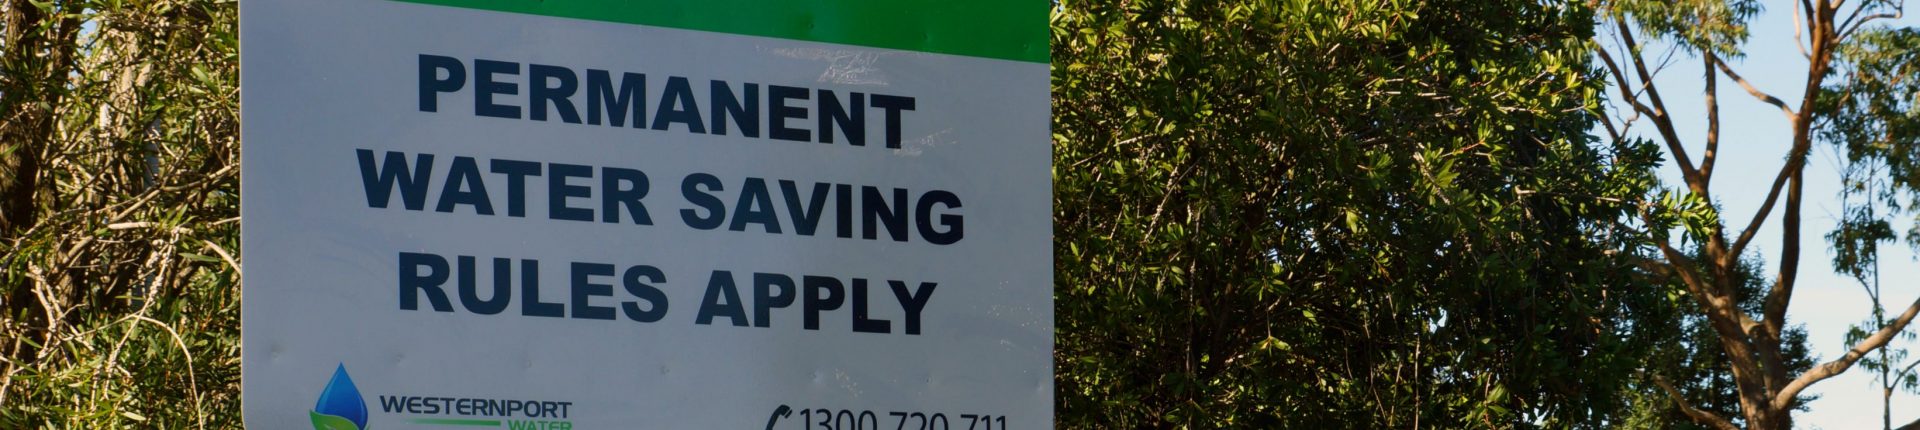 PERMANENT
WATER SAVING
RULES APPLY
WESTERNPORT
WATER
1300 720 711